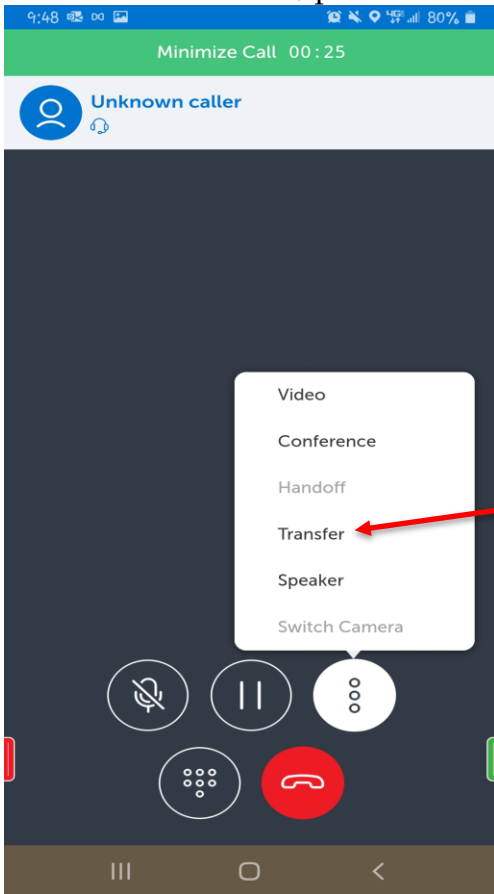 9:48 80%
Minimize Call 00:25
Unknown caller
Video
Conference
Handoff
Transfer
Speaker
Switch Camera